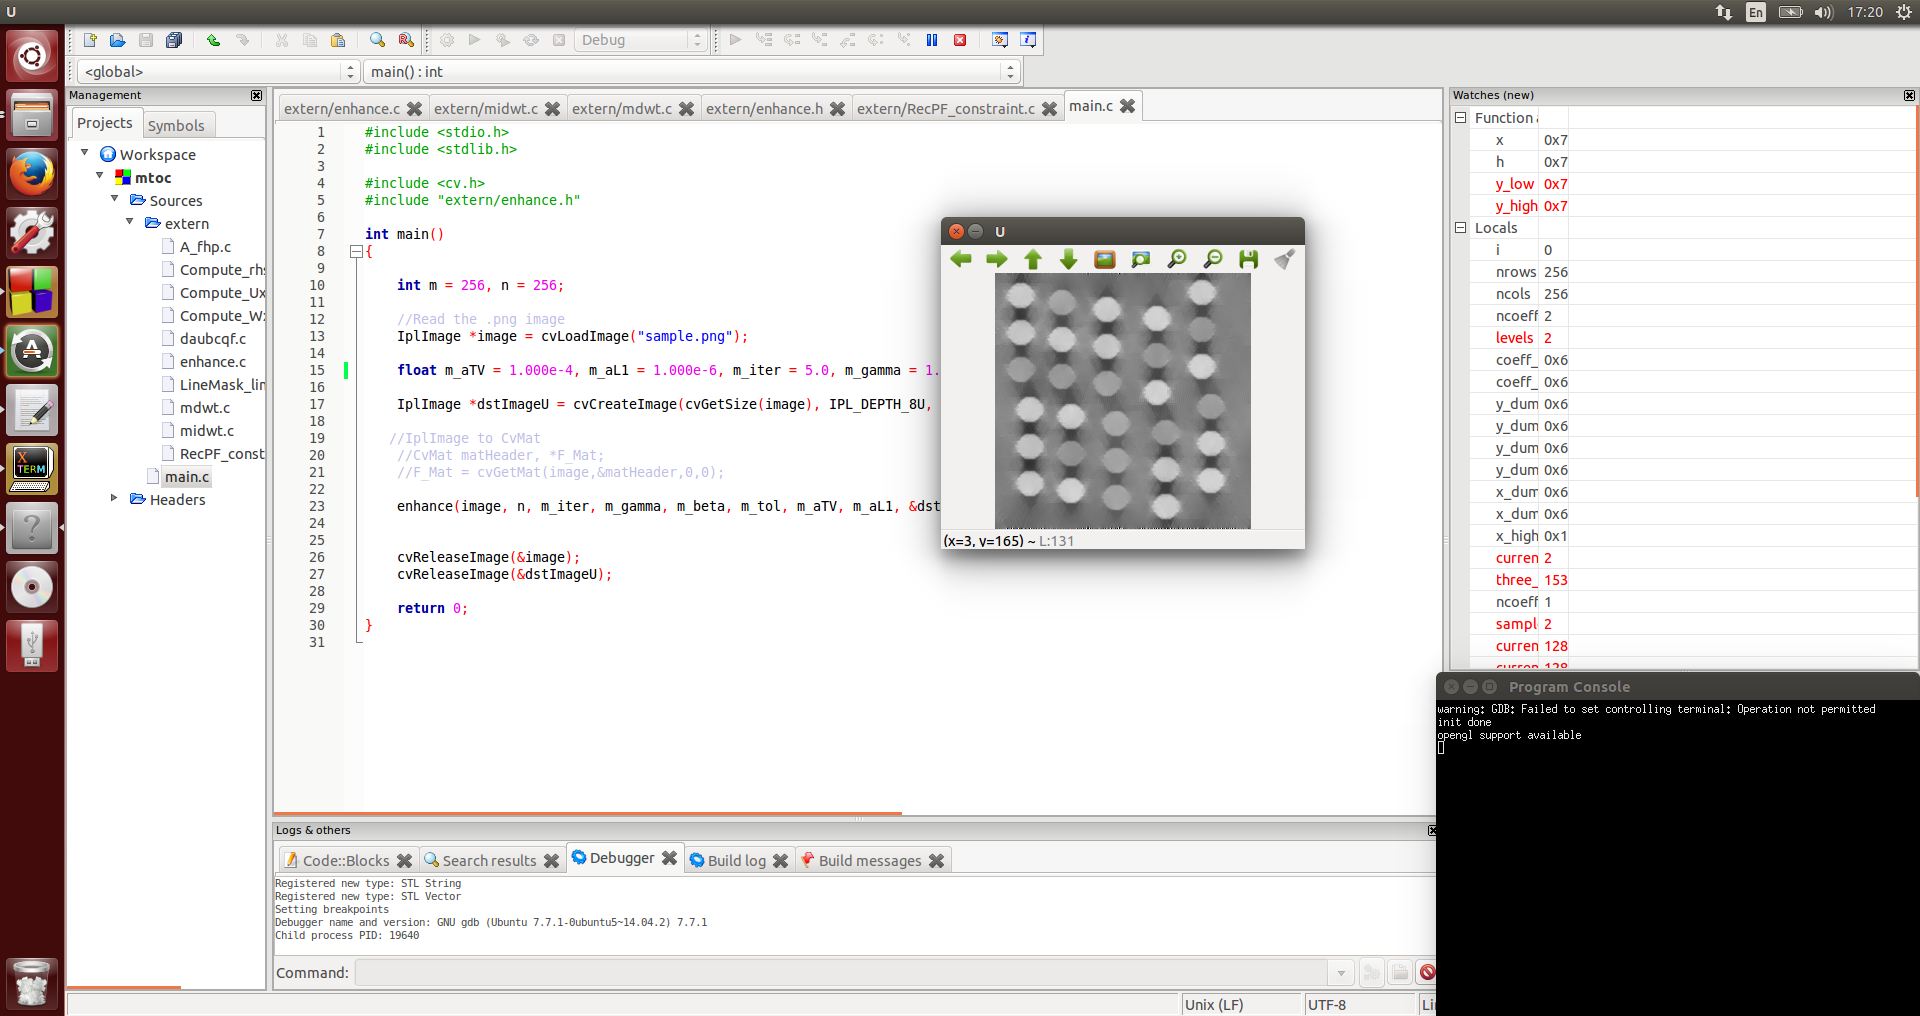 U
En
17:20
Debug
<global>
main() : int
Management
Projects
Symbols
Workspace
mtoc
Sources
extern
A_fhp.c
Compute_rhs
Compute_Ux
Compute_Wx
daubcqf.c
enhance.c
LineMask_lin
mdwt.c
midwt.c
RecPF_const
main.c
Headers
XTERM
extern/enhance.c
extern/midwt.c
extern/mdwt.c
extern/enhance.h
extern/RecPF_constraint.c
main.c
1 #include <stdio.h>
2 #include <stdlib.h>
3
4 #include <cv.h>
5 #include "extern/enhance.h"
6
7 int main()
8 {
9
10 int m = 256, n = 256;
11
12 //Read the .png image
13 IplImage *image = cvLoadImage("sample.png");
14
15 float m_aTV = 1.000e-4, m_aL1 = 1.000e-6, m_iter = 5.0, m_gamma = 1.
16
17 IplImage *dstImageU = cvCreateImage(cvGetSize(image), IPL_DEPTH_8U,
18
19 //IplImage to CvMat
20 //CvMat matHeader, *F_Mat;
21 //F_Mat = cvGetMat(image,&matHeader,0,0);
22
23 enhance(image, n, m_iter, m_gamma, m_beta, m_tol, m_aTV, m_aL1, &dst
24
25
26 cvReleaseImage(&image);
27 cvReleaseImage(&dstImageU);
28
29 return 0;
30 }
31
U
(x=3, y=165) ~ L:131
Watches (new)
Function a
x 0x7
h 0x7
y_low 0x7
y_high 0x7
Locals
i 0
nrows 256
ncols 256
ncoeff 2
levels 2
coeff_ 0x6
coeff_ 0x6
y_dum 0x6
y_dum 0x6
y_dum 0x6
y_dum 0x6
x_dum 0x6
x_dum 0x6
x_high 0x1
curren 2
three_ 153
ncoeff 1
sampl 2
curren 128
curren 128
Program Console
warning: GDB: Failed to set controlling terminal: Operation not permitted
init done
opengl support available
Logs & others
Code::Blocks
Search results
Debugger
Build log
Build messages
Registered new type: STL String
Registered new type: STL Vector
Setting breakpoints
Debugger name and version: GNU gdb (Ubuntu 7.7.1-0ubuntu5~14.04.2) 7.7.1
Child process PID: 19640
Command:
Unix (LF)
UTF-8
Li